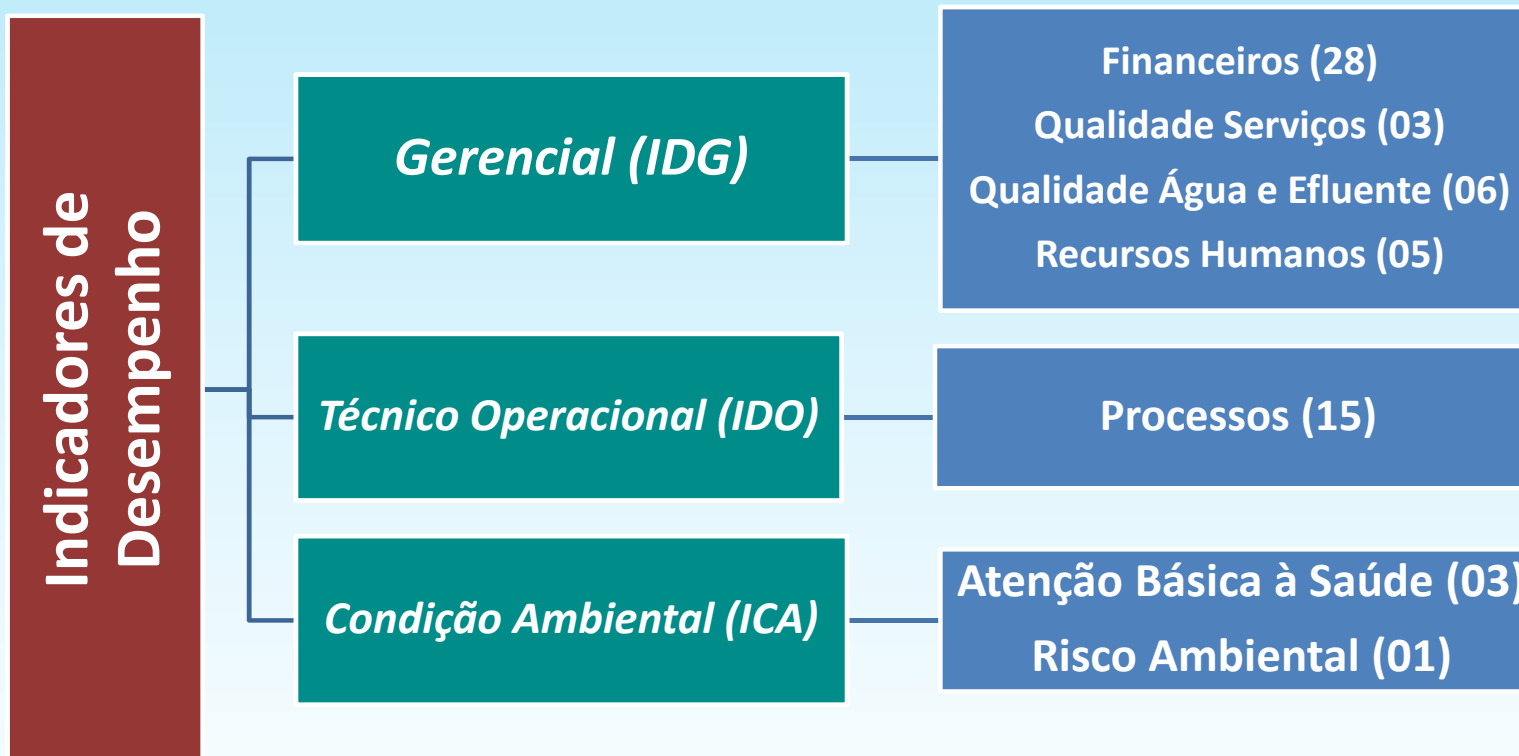 Indicadores de
Desempenho
Gerencial (IDG)
Financeiros (28)
Qualidade Serviços (03)
Qualidade Água e Efluente (06)
Recursos Humanos (05)
Técnico Operacional (IDO)
Processos (15)
Condição Ambiental (ICA)
Atenção Básica à Saúde (03)
Risco Ambiental (01)